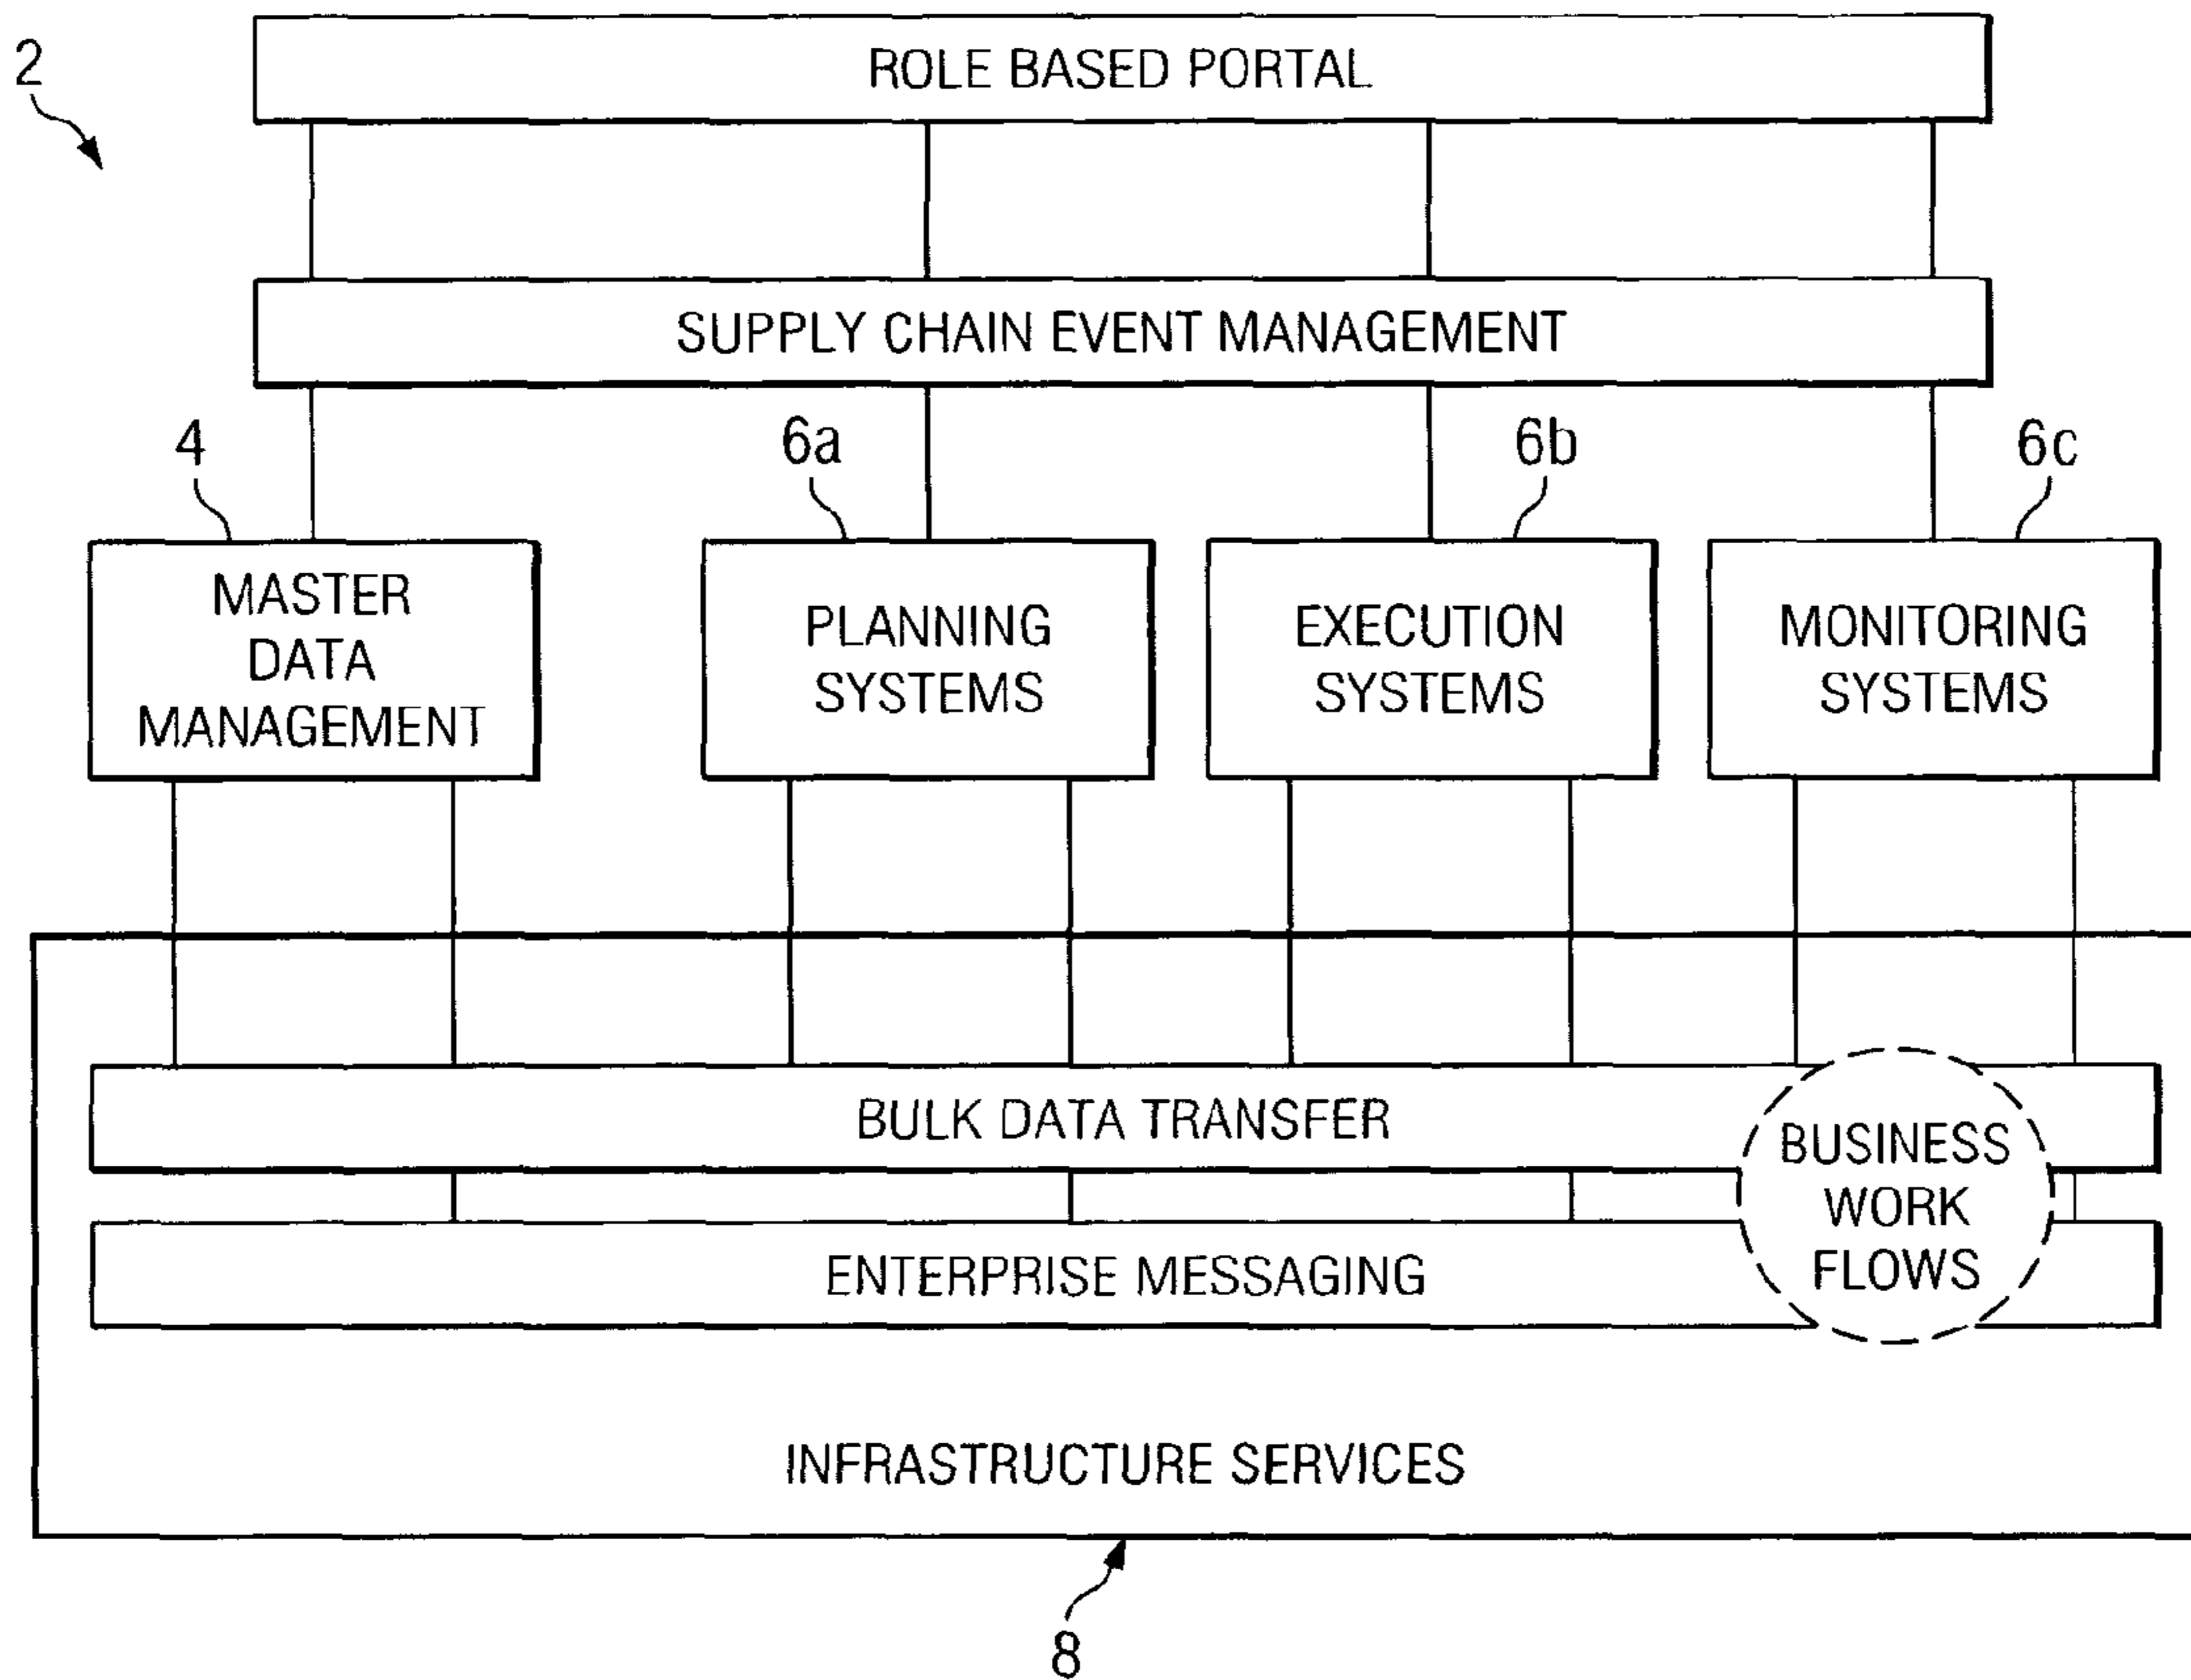 2
ROLE BASED PORTAL
SUPPLY CHAIN EVENT MANAGEMENT
4
6a
6b
6c
MASTER
DATA
MANAGEMENT
PLANNING
SYSTEMS
EXECUTION
SYSTEMS
MONITORING
SYSTEMS
BULK DATA TRANSFER
BUSINESS
WORK
FLOWS
ENTERPRISE MESSAGING
INFRASTRUCTURE SERVICES
8